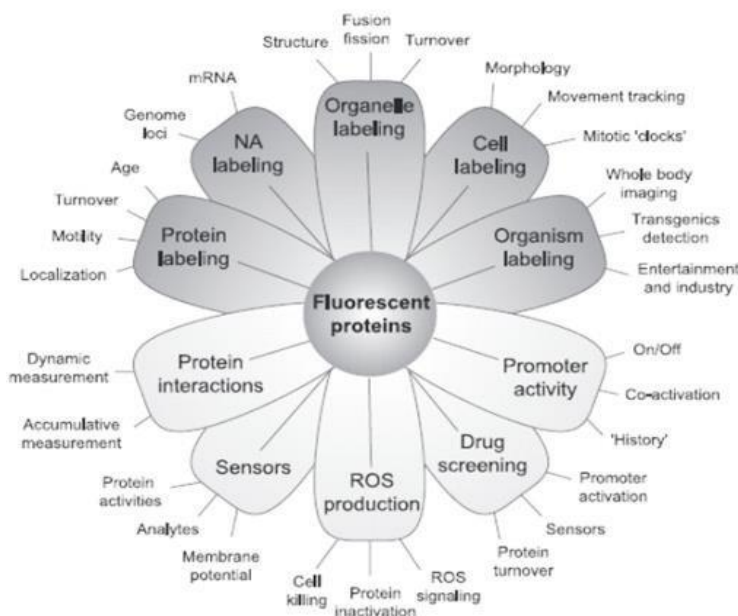 Fusion
fission
Structure
Turnover
mRNA
Morphology
Genome
loci
Organelle
labeling
Movement tracking
NA
labeling
Cell
labeling
Mitotic 'clocks'
Age
Whole body
imaging
Turnover
Protein
labeling
Organism
labeling
Transgenics
detection
Motility
Localization
Entertainment
and industry
Fluorescent
proteins
Dynamic
measurement
Protein
interactions
Promoter
activity
On/Off
Co-activation
Accumulative
measurement
'History'
Sensors
ROS
production
Drug
screening
Protein
activities
Promoter
activation
Analytes
Sensors
Membrane
potential
Protein
turnover
Cell
killing
Protein
inactivation
ROS
signaling